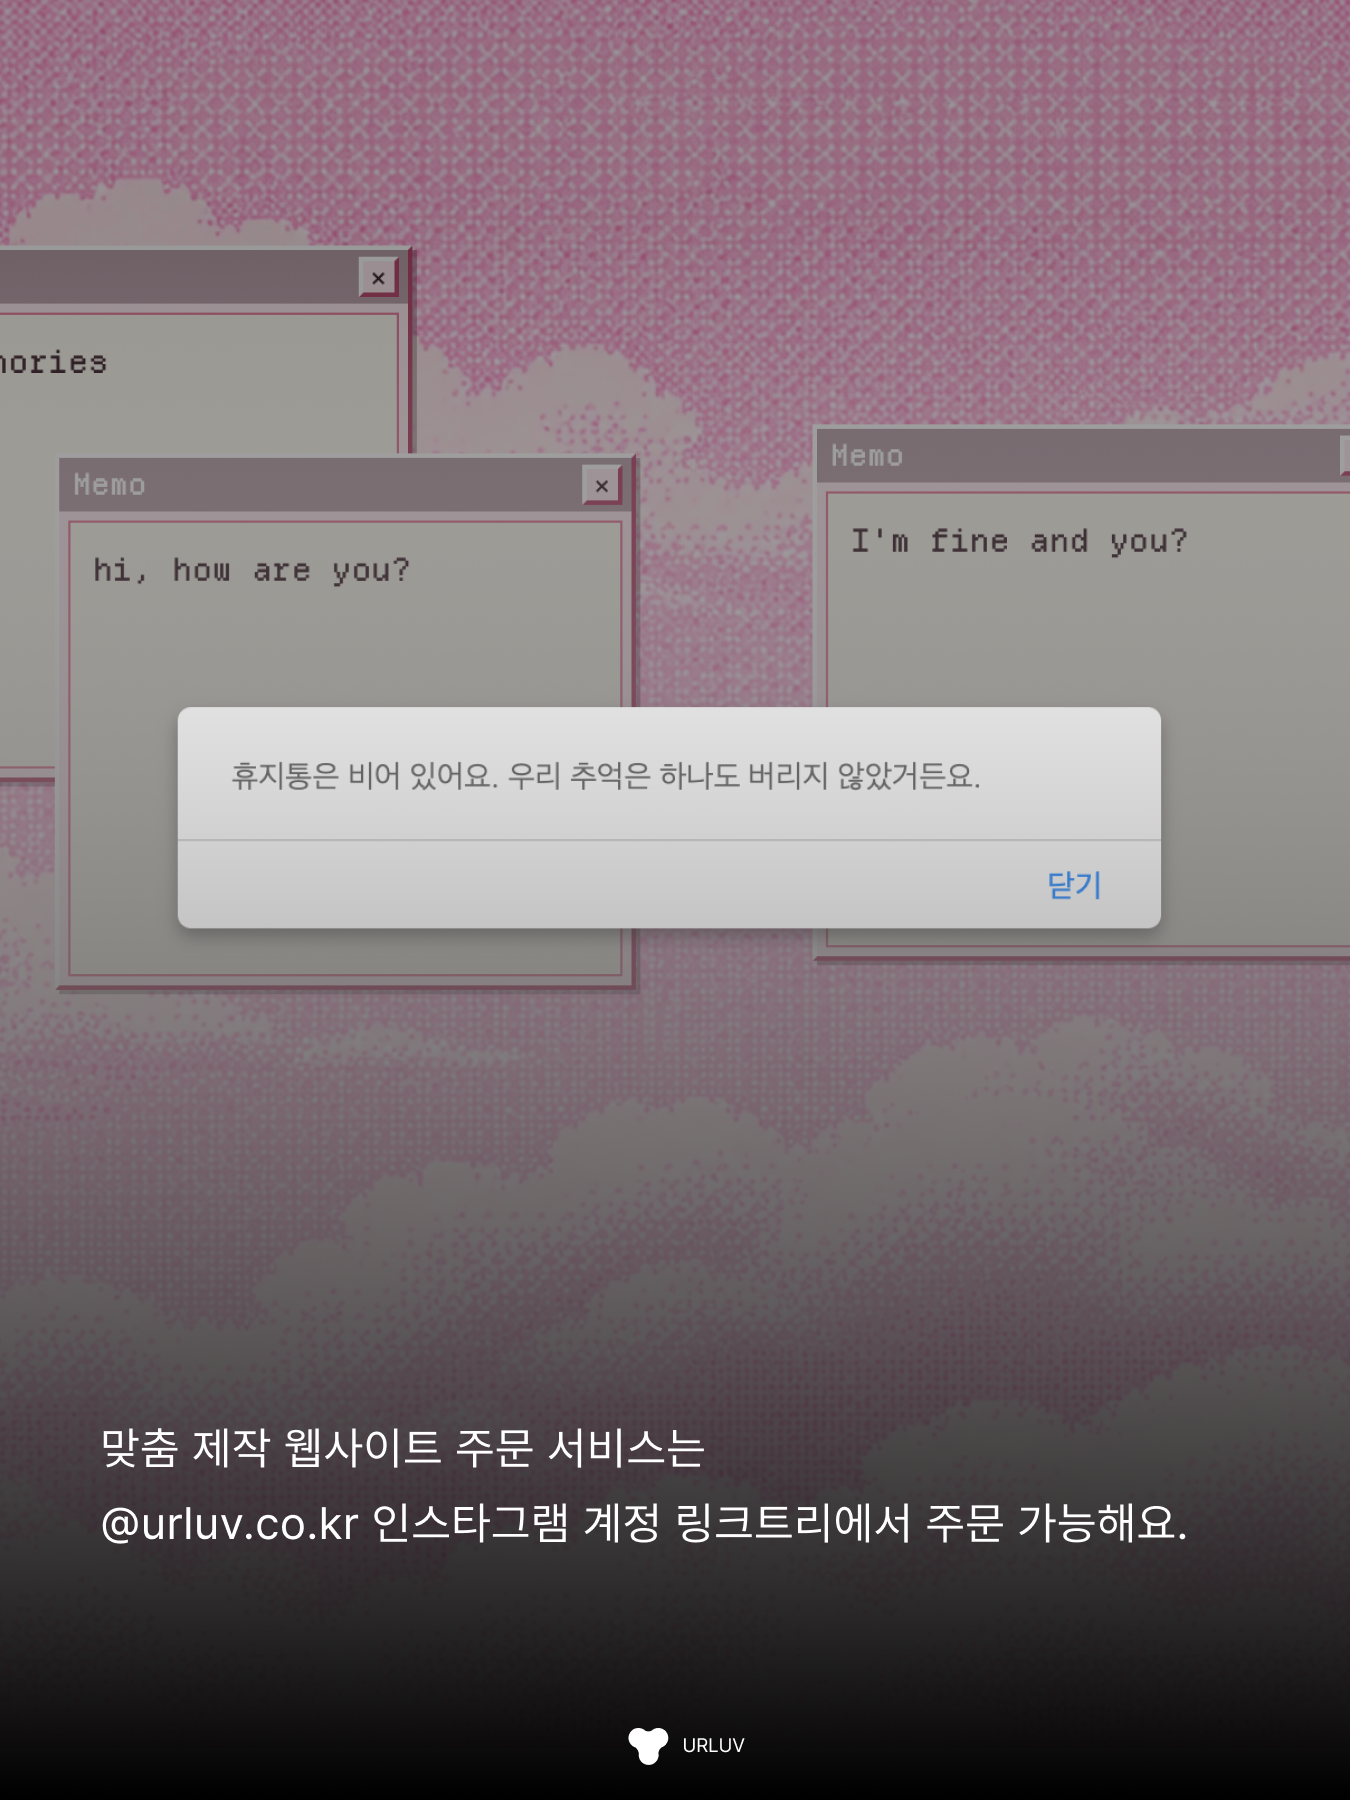 Memo
hi, how are you?
Memo
I'm fine and you?
휴지통은 비어 있어요. 우리 추억은 하나도 버리지 않았거든요.
닫기
맞춤 제작 웹사이트 주문 서비스는
@urluv.co.kr 인스타그램 계정 링크트리에서 주문 가능해요.
URLUV